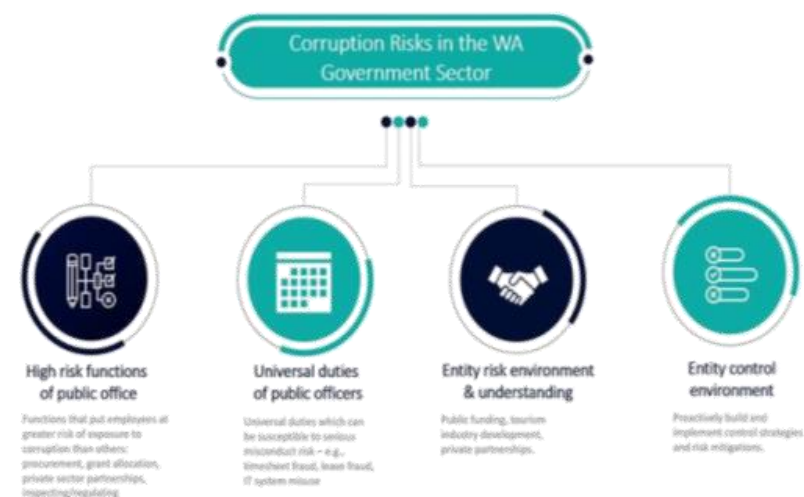 Corruption Risks in the WA
Government Sector
High risk functions
of public office
Functions that put employees at
greater risk of exposure to
corruption than others:
procurement, grant allocation,
private sector partnerships,
inspecting/regulating
Universal duties
of public officers
Universal duties which can
be susceptible to serious
misconduct risk – e.g.,
timesheet fraud, leave fraud,
IT system misuse
Entity risk environment
& understanding
Public funding, tourism
industry development,
private partnerships.
Entity control
environment
Proactively build and
implement control strategies
and risk mitigations.